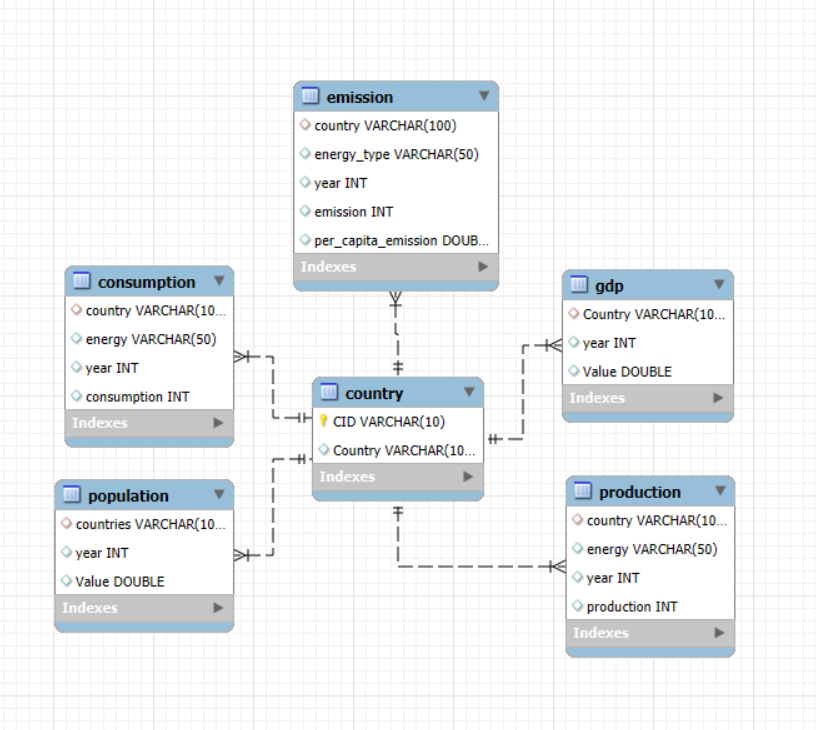 emission
country VARCHAR(100)
energy_type VARCHAR(50)
year INT
emission INT
per_capita_emission DOUB...
Indexes
consumption
country VARCHAR(10...
energy VARCHAR(50)
year INT
consumption INT
Indexes
gdp
Country VARCHAR(10...
year INT
Value DOUBLE
Indexes
country
CID VARCHAR(10)
Country VARCHAR(10...
Indexes
population
countries VARCHAR(10...
year INT
Value DOUBLE
Indexes
production
country VARCHAR(10...
energy VARCHAR(50)
year INT
production INT
Indexes